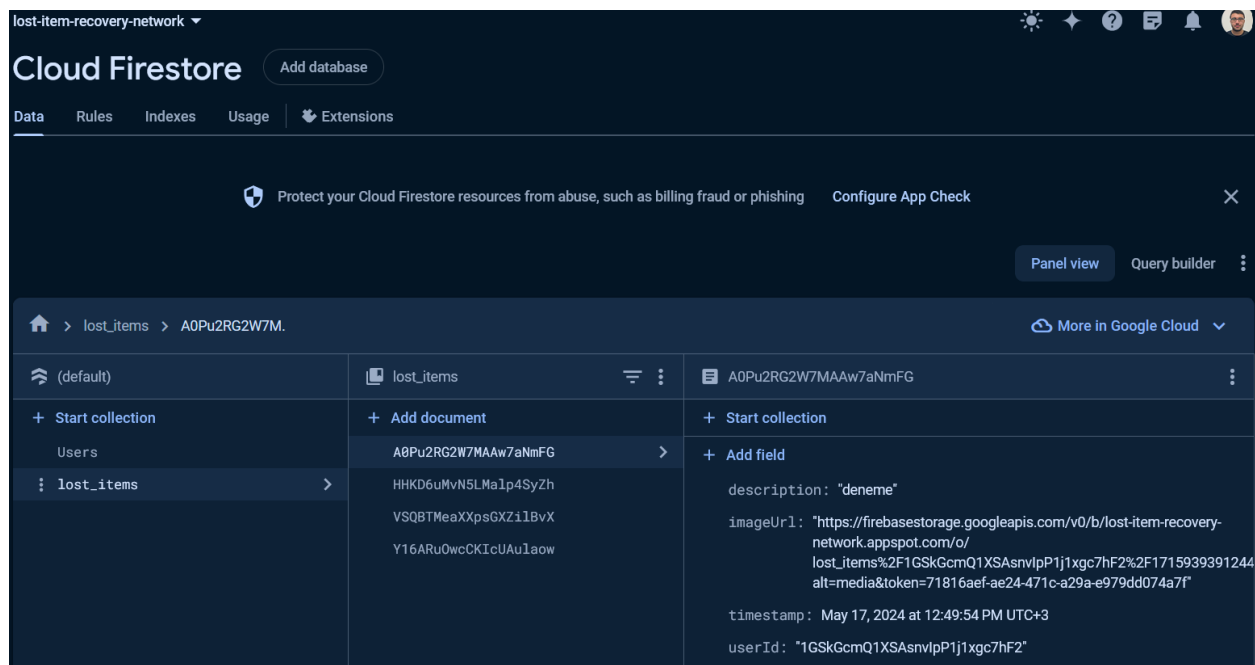 lost-item-recovery-network
Cloud Firestore
Add database
Data
Rules
Indexes
Usage
Extensions
Protect your Cloud Firestore resources from abuse, such as billing fraud or phishing
Configure App Check
Panel view
Query builder
lost_items
A0Pu2RG2W7M.
More in Google Cloud
(default)
Start collection
Users
lost_items
lost_items
Add document
A0Pu2RG2W7MAAw7aNmFG
HHKD6uMvN5LMalp4SyZh
VSQBTMeaXXpsGXZilBvX
Y16ARuOwcCKIcUAulaow
A0Pu2RG2W7MAAw7aNmFG
Start collection
Add field
description: "deneme"
imageUrl: "https://firebasestorage.googleapis.com/v0/b/lost-item-recovery-
network.appspot.com/o/
lost_items%2F1GSkGcmQ1XSAsnvIpP1j1xgc7hF2%2F1715939391244
alt=media&token=71816aef-ae24-471c-a29a-e979dd074a7f"
timestamp: May 17, 2024 at 12:49:54 PM UTC+3
userId: "1GSkGcmQ1XSAsnvIpP1j1xgc7hF2"